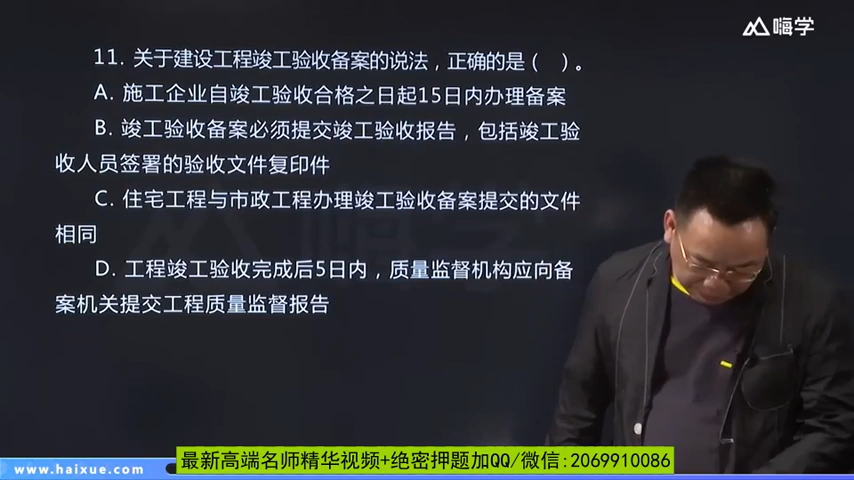 嗨学
11. 关于建设工程竣工验收备案的说法，正确的是（ ）。
A. 施工企业自竣工验收合格之日起15日内办理备案
B. 竣工验收备案必须提交竣工验收报告，包括竣工验
收人员签署的验收文件复印件
C. 住宅工程与市政工程办理竣工验收备案提交的文件
相同
D. 工程竣工验收完成后5日内，质量监督机构应向备
案机关提交工程质量监督报告
嗨学
www.haixue.com
最新高端名师精华视频+绝密押题加QQ/微信:2069910086